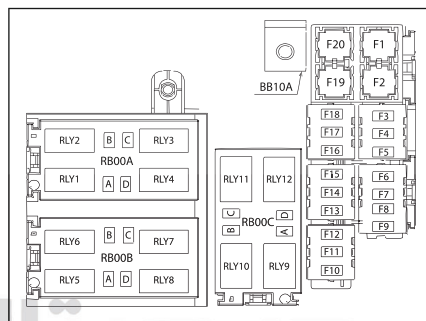 F20 F1
F19 F2
BB10A
F18 F3
F17 F4
F16 F5
RLY2 B C RLY3
RB00A
RLY1 A D RLY4
RLY11 RLY12
F15 F6
F14 F7
F13 F8
F9
C D
RB00C
B A
RLY6 B C RLY7
RB00B
RLY5 A D RLY8
RLY10 RLY9
F12
F11
F10